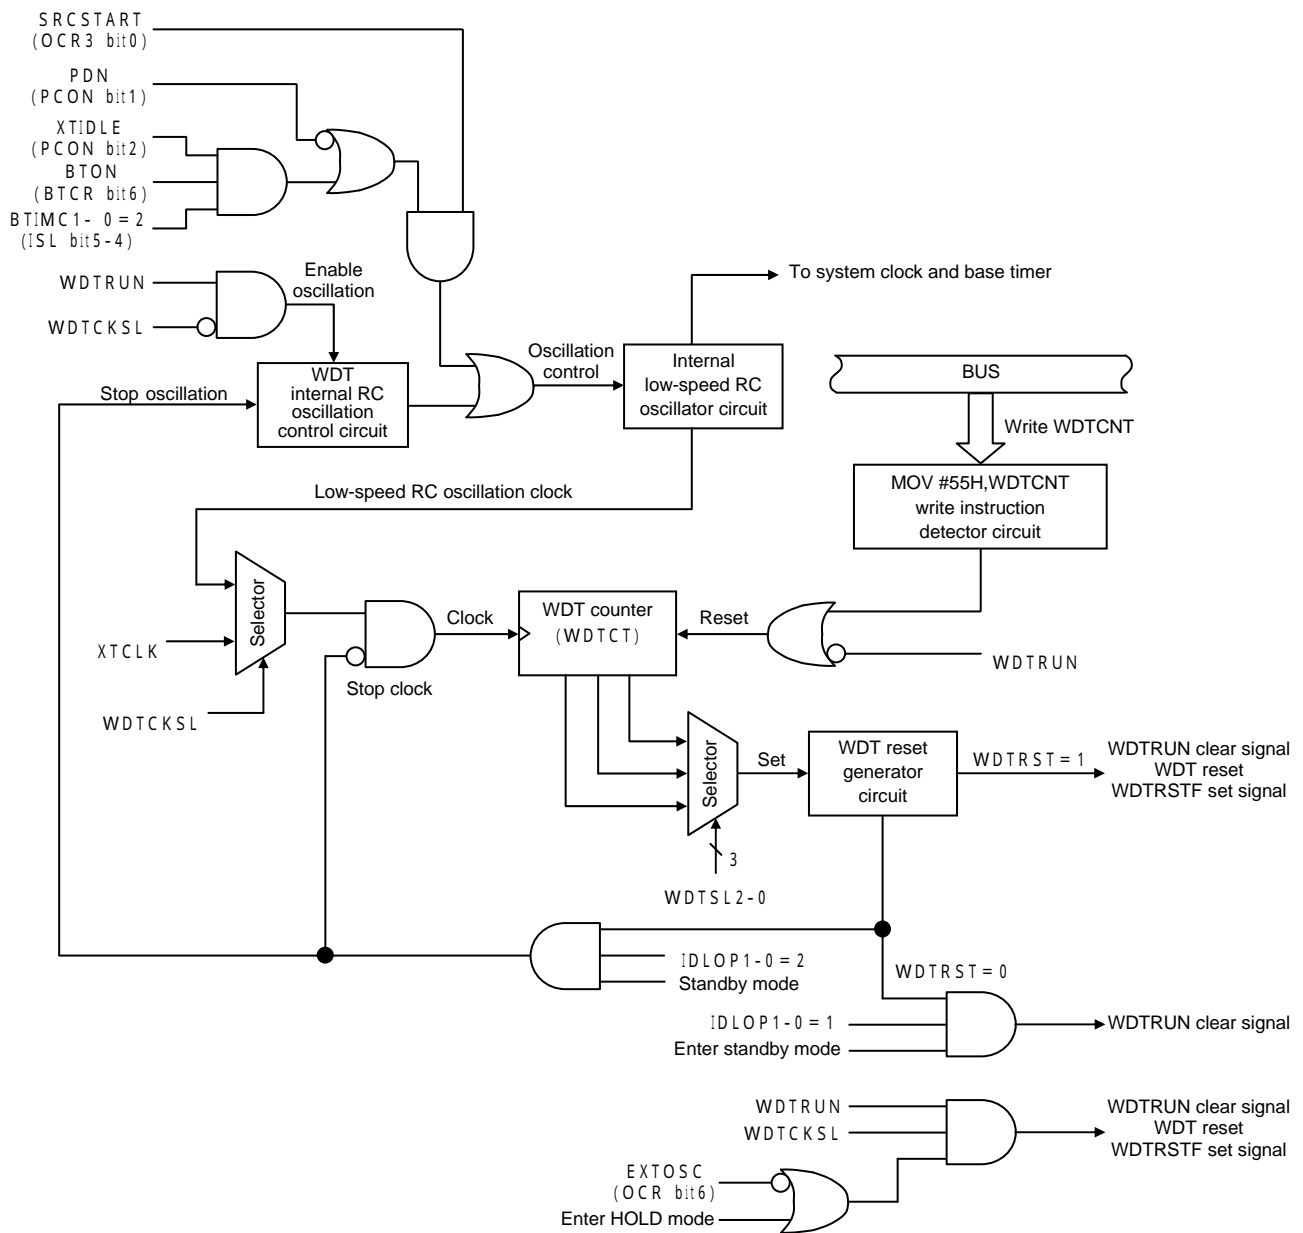 SRCSTART
(OCR3 bit0)
PDN
(PCON bit1)
XTIDLE
(PCON bit2)
BTON
(BTCR bit6)
BTIMC1-0=2
(ISL bit5-4)
WDTRUN
WDTCKSL
Enable
oscillation
To system clock and base timer
Stop oscillation
WDT
internal RC
oscillation
control circuit
Oscillation
control
Internal
low-speed RC
oscillator circuit
BUS
Write WDTCNT
MOV #55H,WDTCNT
write instruction
detector circuit
Low-speed RC oscillation clock
Selector
XTCLK
WDTCKSL
Stop clock
Clock
WDT counter
(WDTCT)
Reset
WDTRUN
Selector
3
WDTSL2-0
Set
WDT reset
generator
circuit
WDTRST=1
WDTRUN clear signal
WDT reset
WDTRSTF set signal
IDLOP1-0=2
Standby mode
WDTRST=0
IDLOP1-0=1
Enter standby mode
WDTRUN clear signal
WDTRUN
WDTCKSL
EXTOSC
(OCR bit6)
Enter HOLD mode
WDTRUN clear signal
WDT reset
WDTRSTF set signal